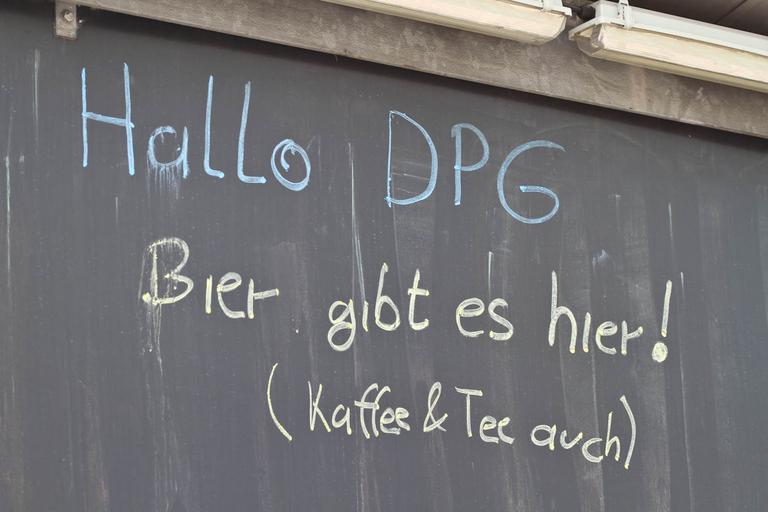 Hallo DPG
Bier gibt es hier!
(Kaffee & Tee auch)